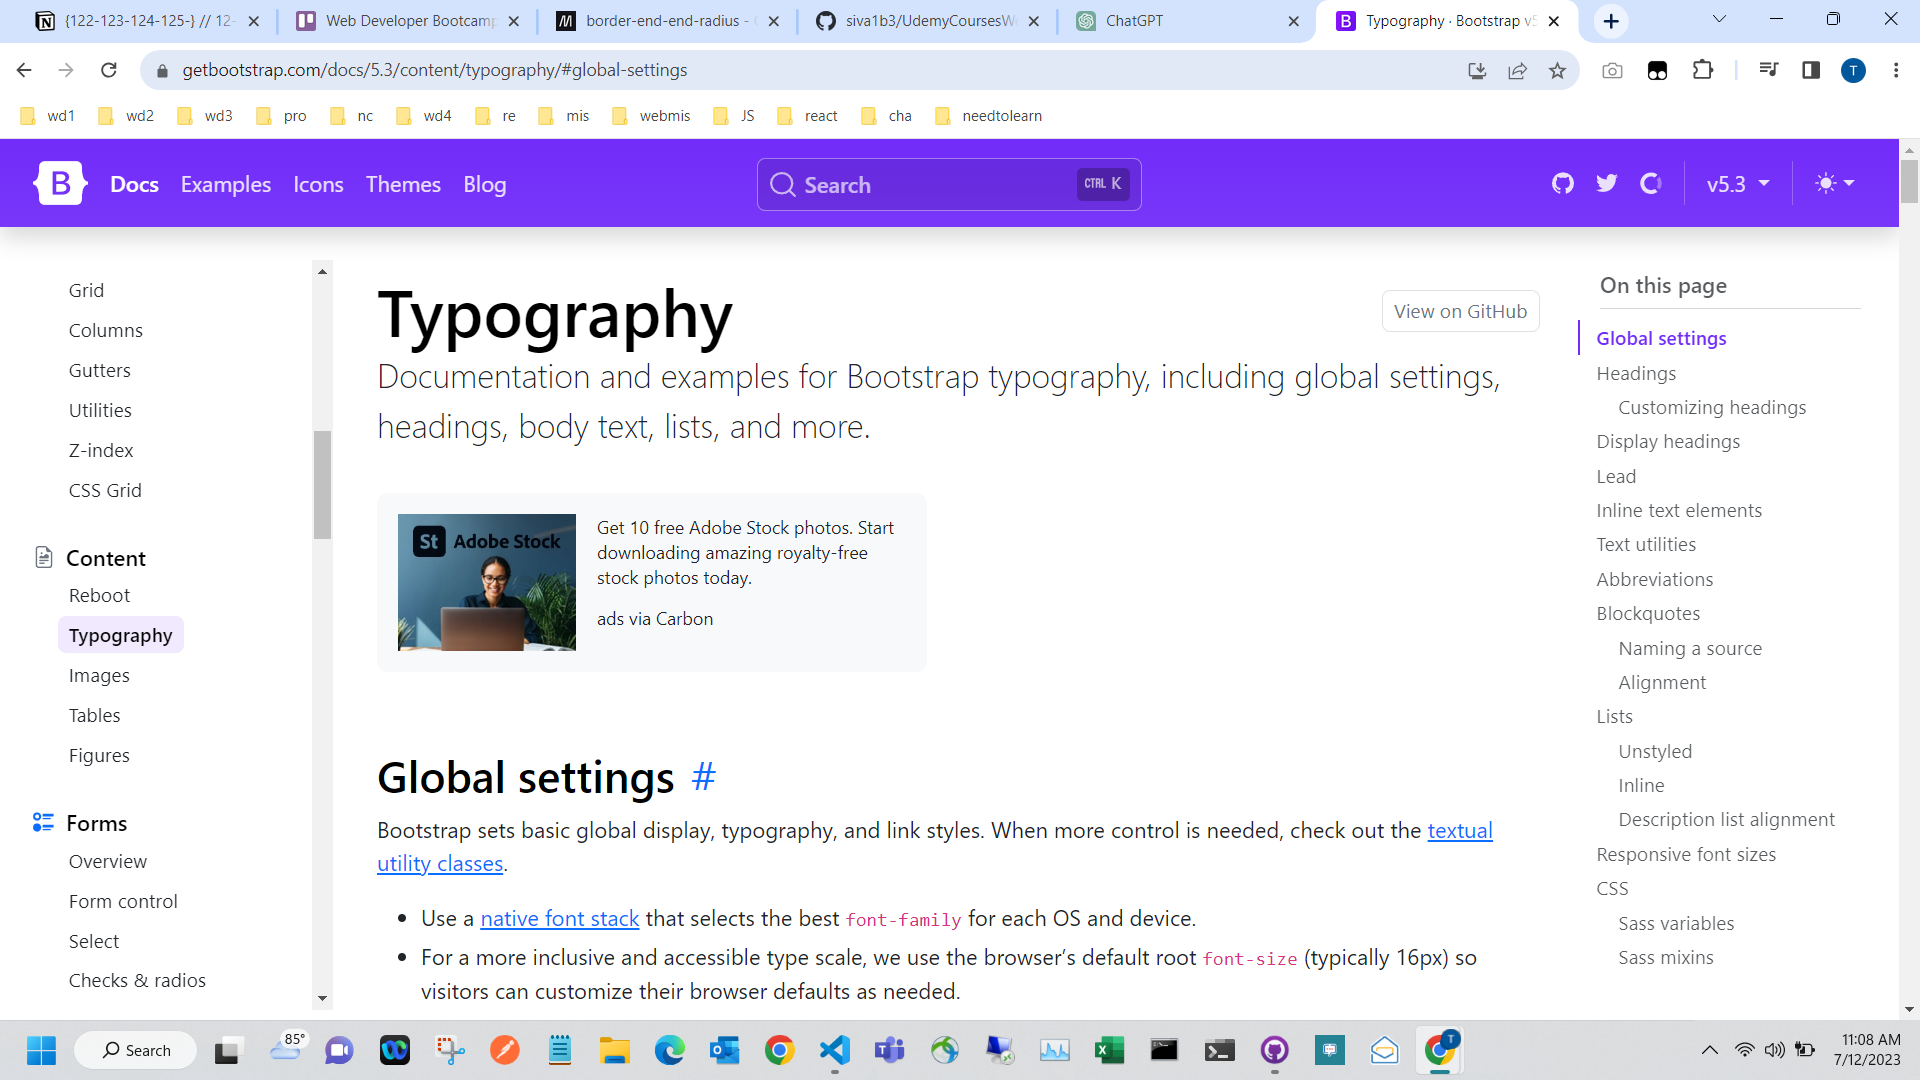 {122-123-124-125-} // 12-
Web Developer Bootcamp
border-end-end-radius -
siva1b3/UdemyCoursesW
ChatGPT
Typography · Bootstrap v5
getbootstrap.com/docs/5.3/content/typography/#global-settings
T
wd1
wd2
wd3
pro
nc
wd4
re
mis
webmis
JS
react
cha
needtolearn
B
Docs
Examples
Icons
Themes
Blog
Search
CTRL K
v5.3
Grid
Columns
Gutters
Utilities
Z-index
CSS Grid
Content
Reboot
Typography
Images
Tables
Figures
Forms
Overview
Form control
Select
Checks & radios
Typography
View on GitHub
Documentation and examples for Bootstrap typography, including global settings,
headings, body text, lists, and more.
St Adobe Stock
Get 10 free Adobe Stock photos. Start
downloading amazing royalty-free
stock photos today.
ads via Carbon
Global settings #
Bootstrap sets basic global display, typography, and link styles. When more control is needed, check out the textual
utility classes.
Use a native font stack that selects the best font-family for each OS and device.
For a more inclusive and accessible type scale, we use the browser’s default root font-size (typically 16px) so
visitors can customize their browser defaults as needed.
On this page
Global settings
Headings
Customizing headings
Display headings
Lead
Inline text elements
Text utilities
Abbreviations
Blockquotes
Naming a source
Alignment
Lists
Unstyled
Inline
Description list alignment
Responsive font sizes
CSS
Sass variables
Sass mixins
Search
85°
T
11:08 AM
7/12/2023